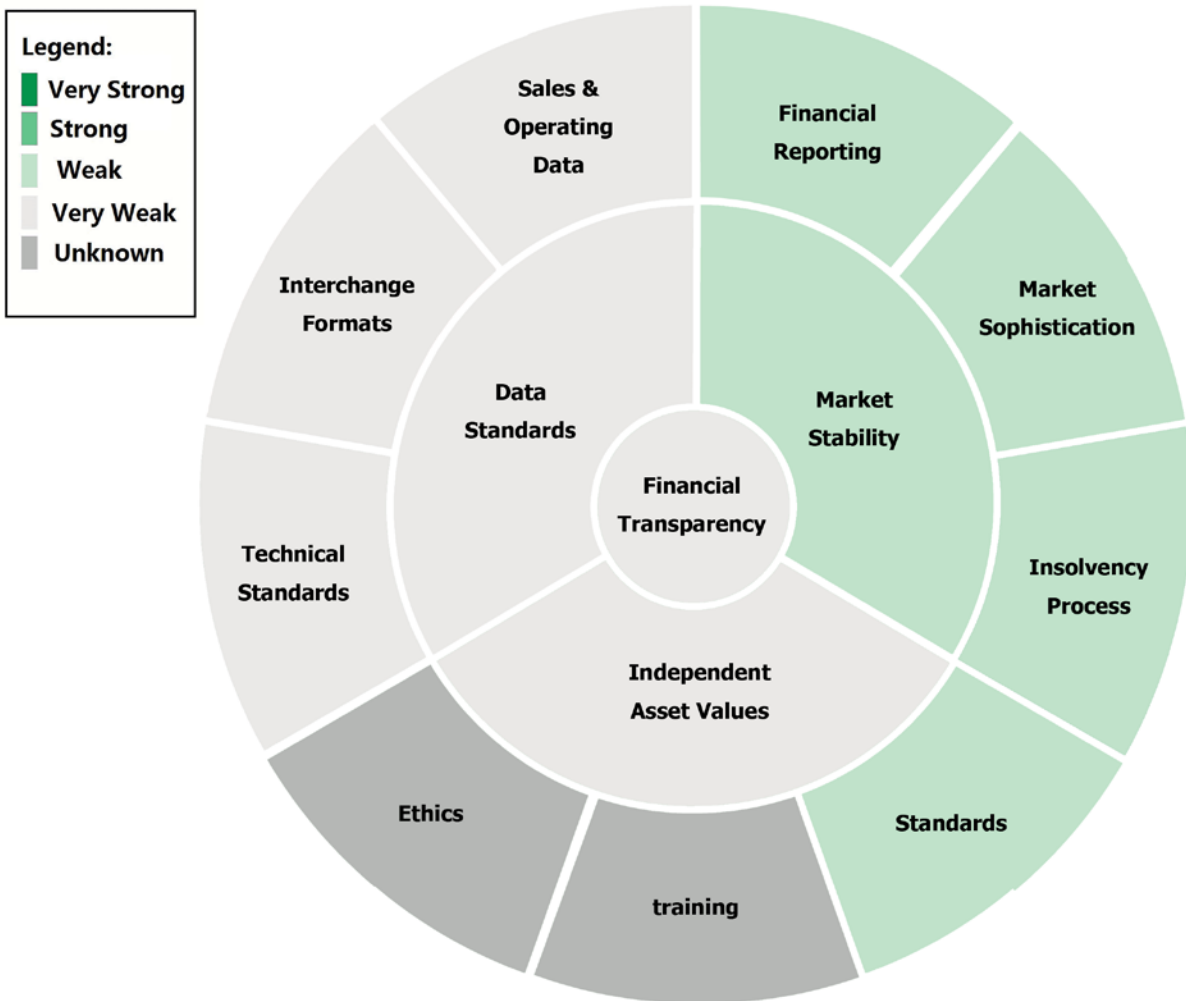 Legend:
Very Strong
Strong
Weak
Very Weak
Unknown
Sales &
Operating
Data
Financial
Reporting
Interchange
Formats
Market
Sophistication
Data
Standards
Market
Stability
Financial
Transparency
Technical
Standards
Insolvency
Process
Independent
Asset Values
Ethics
Standards
training